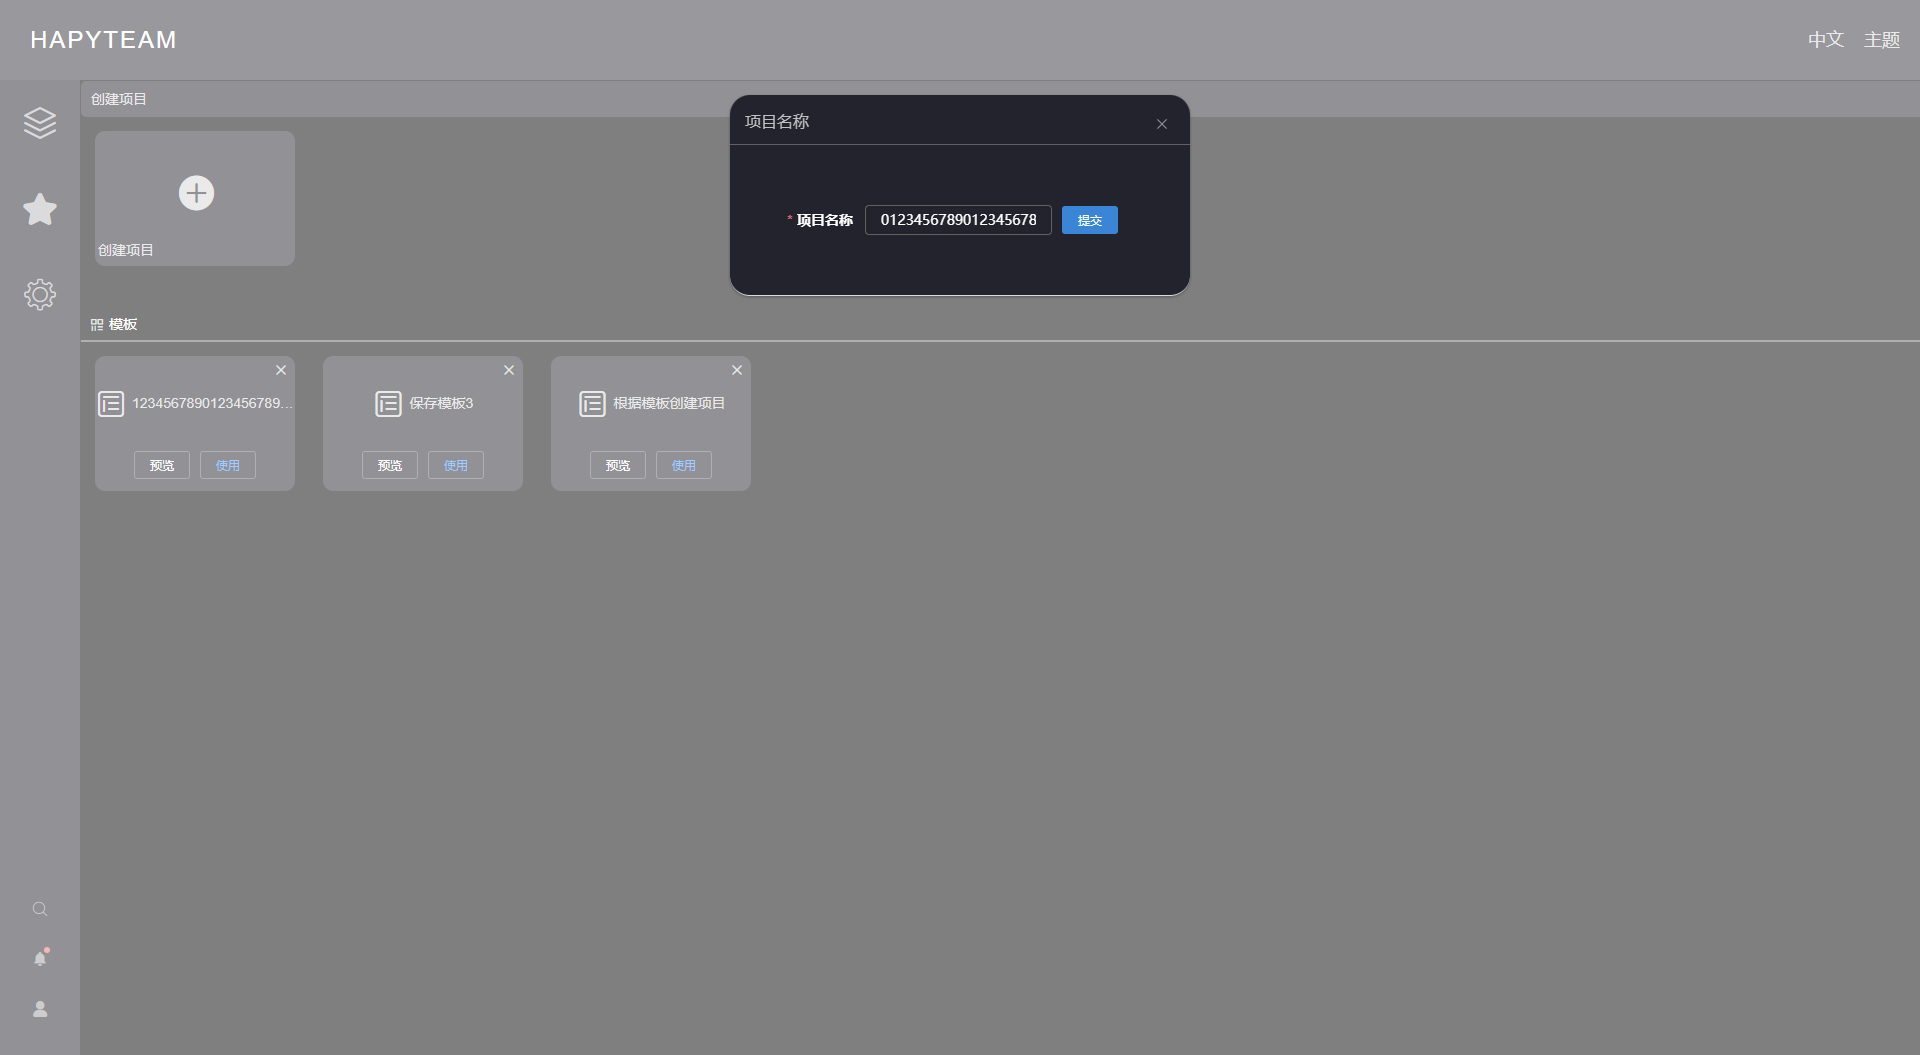 HAPYTEAM
中文 主题
创建项目
创建项目
项目名称
* 项目名称 0123456789012345678 提交
模板
1234567890123456789...
预览 使用
保存模板3
预览 使用
根据模板创建项目
预览 使用